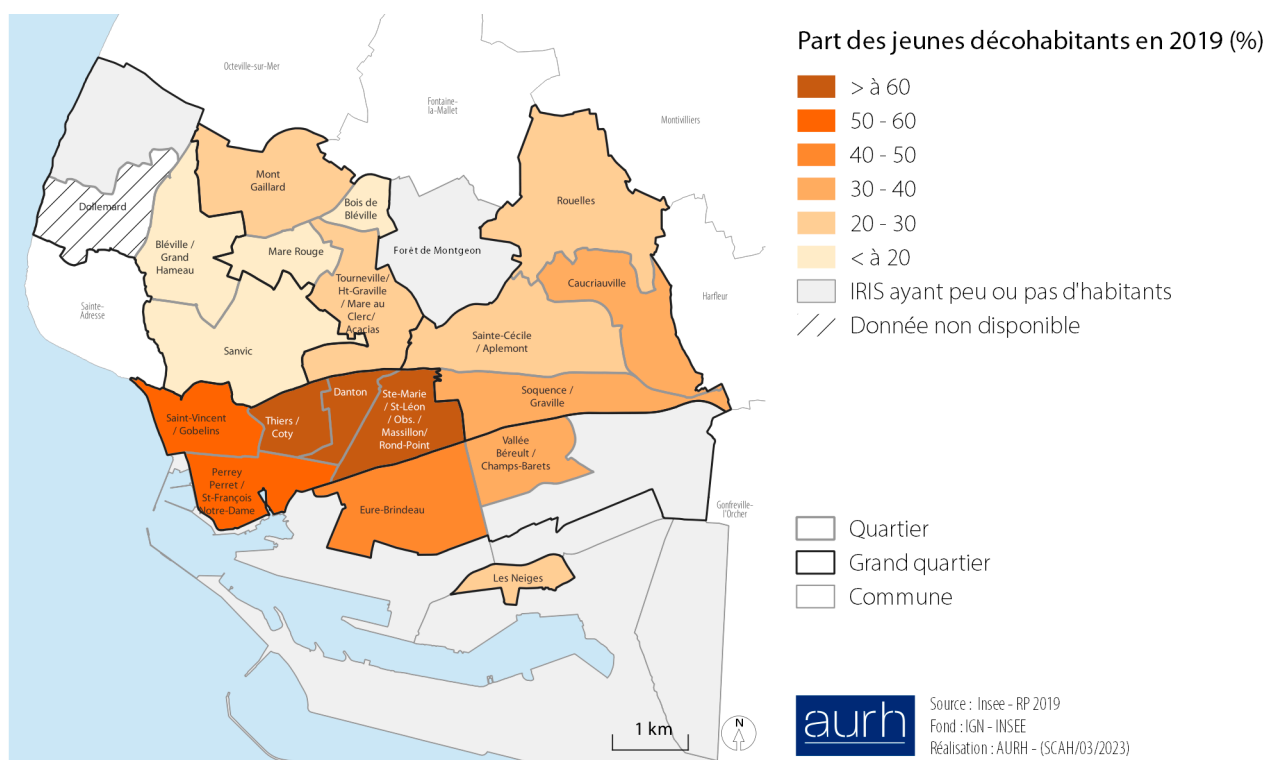 Part des jeunes décohabitants en 2019 (%)
> à 60
50 - 60
40 - 50
30 - 40
20 - 30
< à 20
IRIS ayant peu ou pas d'habitants
Donnée non disponible
Octeville-sur-Mer
Fontaine-
la-Mallet
Montivilliers
Mont
Gaillard
Bois de
Bléville
Rouelles
Dollemard
Bléville /
Grand
Hameau
Mare Rouge
Forêt de Montgeon
Tourneville/
Ht-Graville
/ Mare au
Clerc/
Acacias
Caucriauville
Harfleur
Sainte-
Adresse
Sanvic
Sainte-Cécile
/ Aplemont
Danton
Ste-Marie
/ St-Léon
/ Obs. /
Massillon/
Rond-Point
Soquence /
Graville
Saint-Vincent
/ Gobelins
Thiers /
Coty
Vallée
Béreult /
Champs-Barets
Perrey
Perret /
St-François
Notre-Dame
Eure-Brindeau
Gonfreville-
l'Orcher
Les Neiges
Quartier
Grand quartier
Commune
1 km
N
aurh
Source : Insee - RP 2019
Fond : IGN - INSEE
Réalisation : AURH - (SCAH/03/2023)